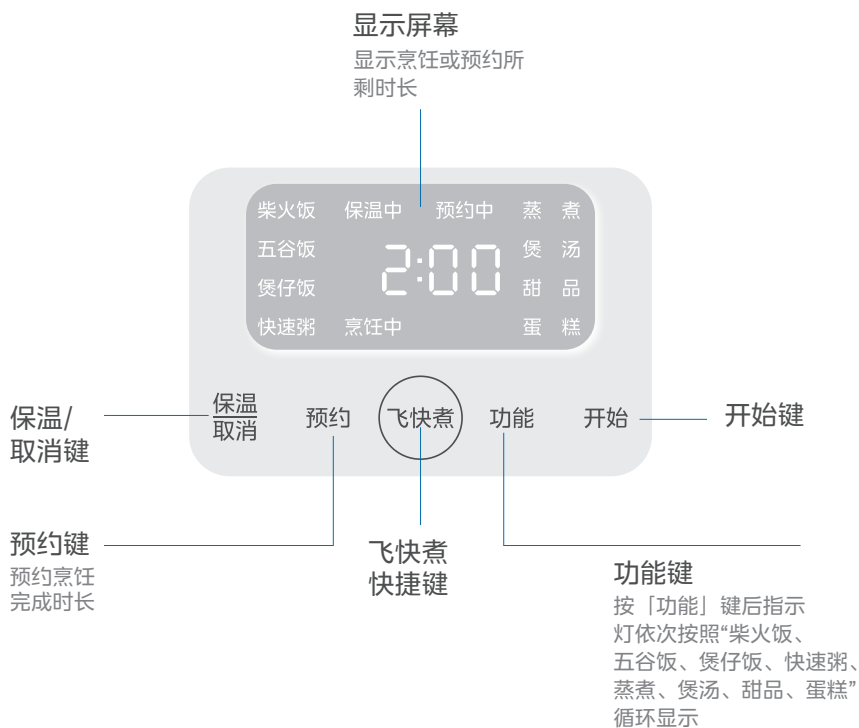 显示屏幕
显示烹饪或预约所
剩时长
柴火饭 保温中 预约中 蒸 煮
五谷饭 煲 汤
2:00
煲仔饭 甜 品
快速粥 烹饪中 蛋 糕
保温
取消
预约 飞快煮 功能 开始
保温/
取消键
开始键
预约键
预约烹饪
完成时长
飞快煮
快捷键
功能键
按「功能」键后指示
灯依次按照“柴火饭、
五谷饭、煲仔饭、快速粥、
蒸煮、煲汤、甜品、蛋糕”
循环显示